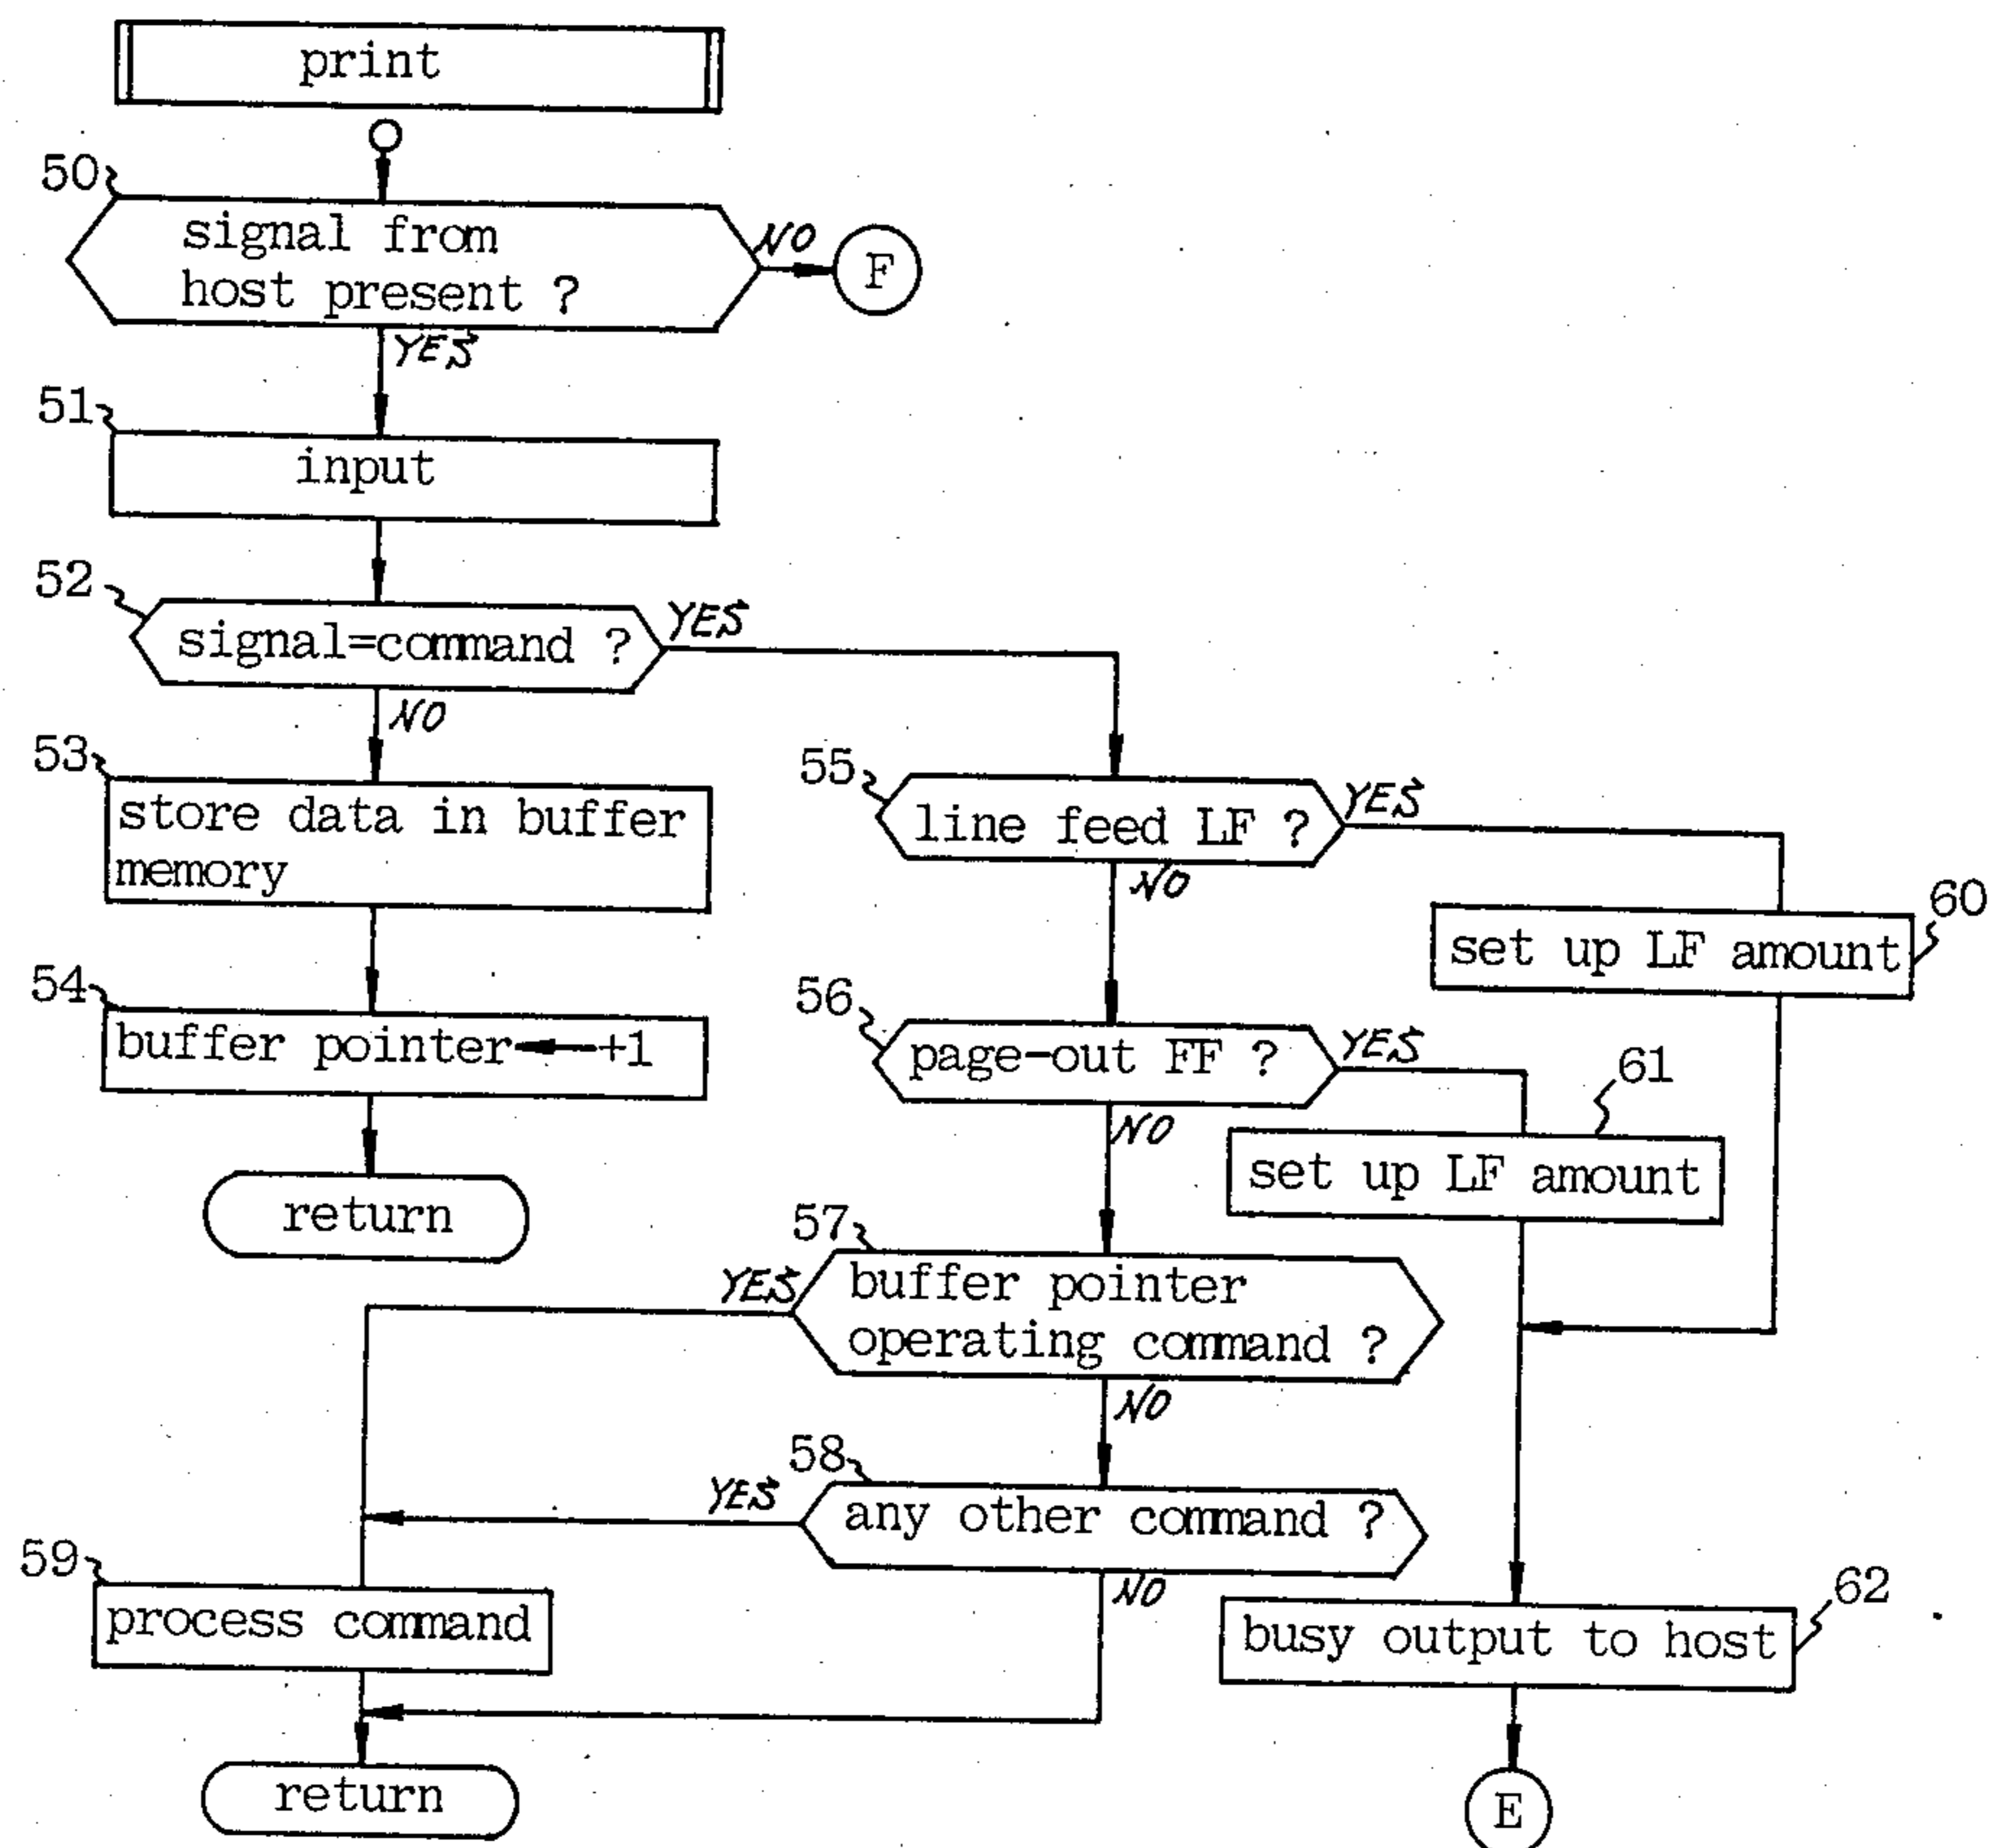 print
50
signal from
host present ?
NO
F
YES
51
input
52
signal=command ?
YES
NO
53
store data in buffer
memory
54
buffer pointer←+1
return
55
line feed LF ?
YES
NO
60
set up LF amount
56
page-out FF ?
YES
NO
61
set up LF amount
57
buffer pointer
operating command ?
YES
NO
58
any other command ?
YES
NO
59
process command
return
62
busy output to host
E